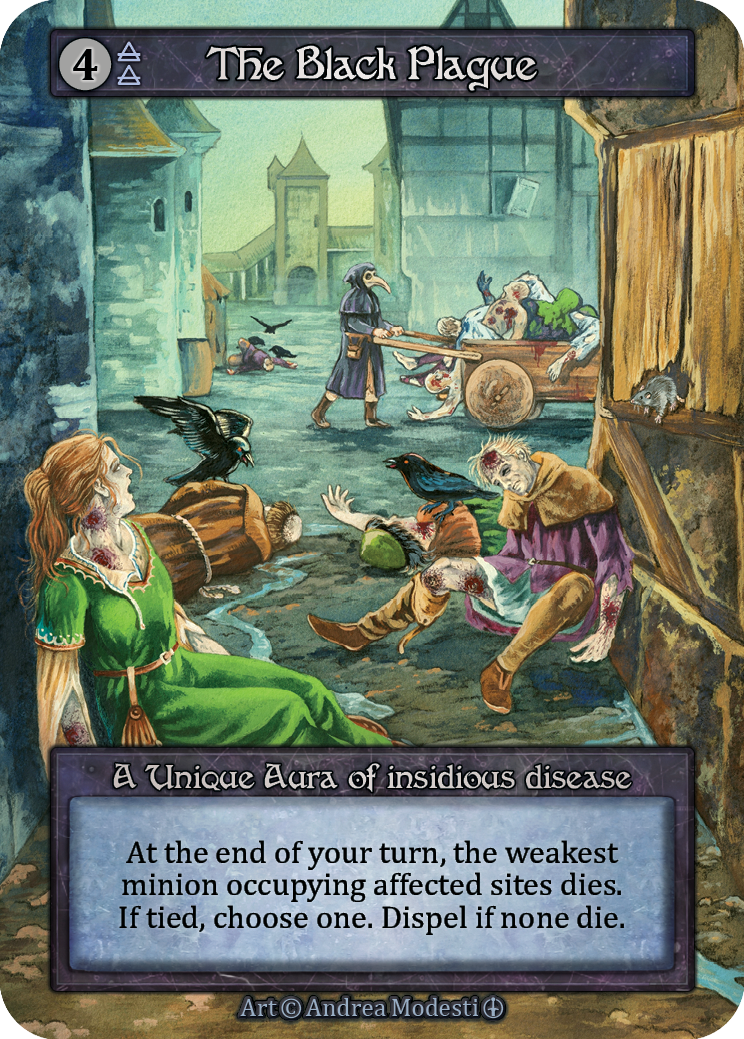 4 The Black Plague
A Unique Aura of insidious disease
At the end of your turn, the weakest
minion occupying affected sites dies.
If tied, choose one. Dispel if none die.
Art © Andrea Modesti